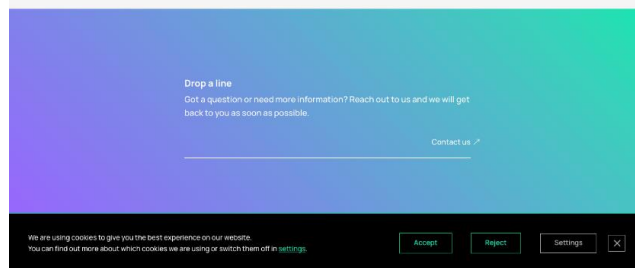 Drop a line
Got a question or need more information? Reach out to us and we will get
back to you as soon as possible.
Contact us ↗
We are using cookies to give you the best experience on our website.
You can find out more about which cookies we are using or switch them off in settings.
Accept
Reject
Settings